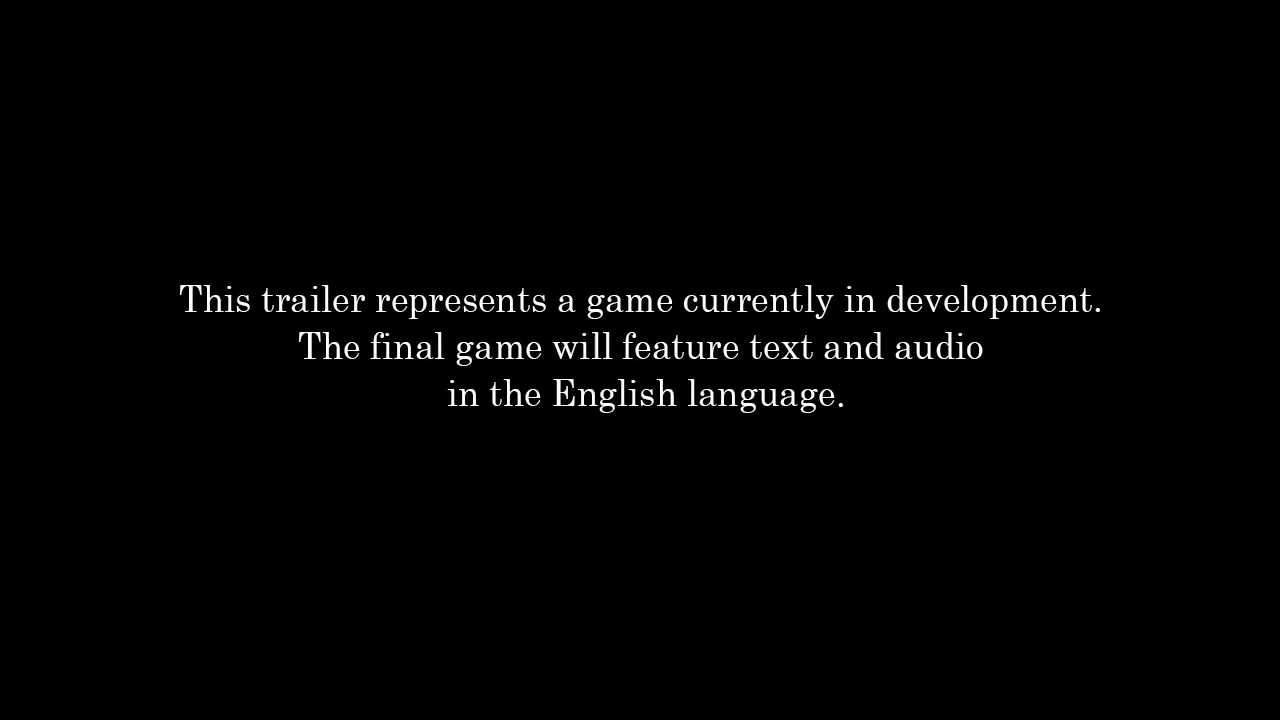 This trailer represents a game currently in development.
The final game will feature text and audio
in the English language.